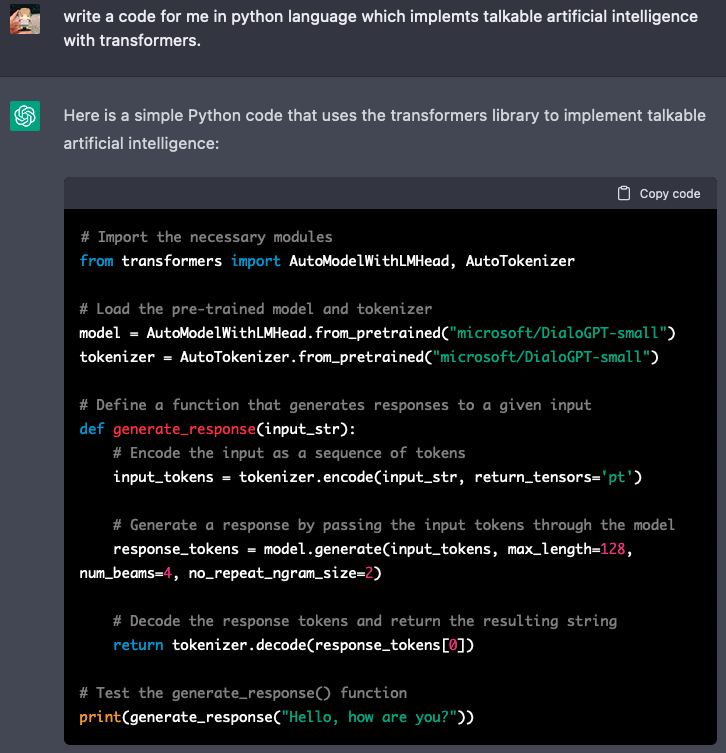 write a code for me in python language which implemts talkable artificial intelligence
with transformers.
Here is a simple Python code that uses the transformers library to implement talkable
artificial intelligence:
Copy code
# Import the necessary modules
from transformers import AutoModelWithLMHead, AutoTokenizer
# Load the pre-trained model and tokenizer
model = AutoModelWithLMHead.from_pretrained("microsoft/DialoGPT-small")
tokenizer = AutoTokenizer.from_pretrained("microsoft/DialoGPT-small")
# Define a function that generates responses to a given input
def generate_response(input_str):
    # Encode the input as a sequence of tokens
    input_tokens = tokenizer.encode(input_str, return_tensors='pt')
    # Generate a response by passing the input tokens through the model
    response_tokens = model.generate(input_tokens, max_length=128,
num_beams=4, no_repeat_ngram_size=2)
    # Decode the response tokens and return the resulting string
    return tokenizer.decode(response_tokens[0])
# Test the generate_response() function
print(generate_response("Hello, how are you?"))